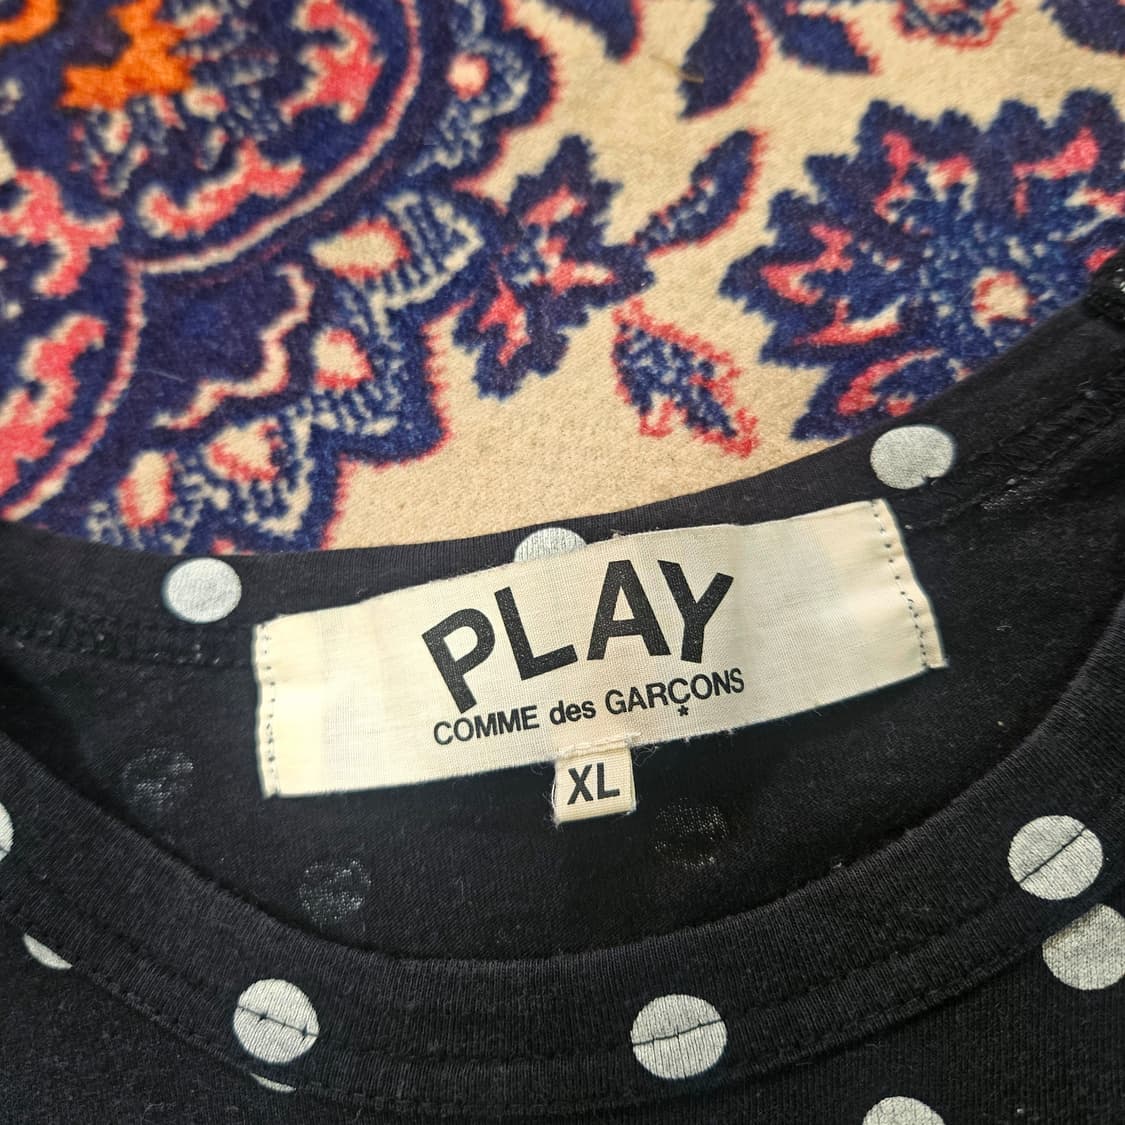 PLAY
COMME des GARÇONS
*
XL